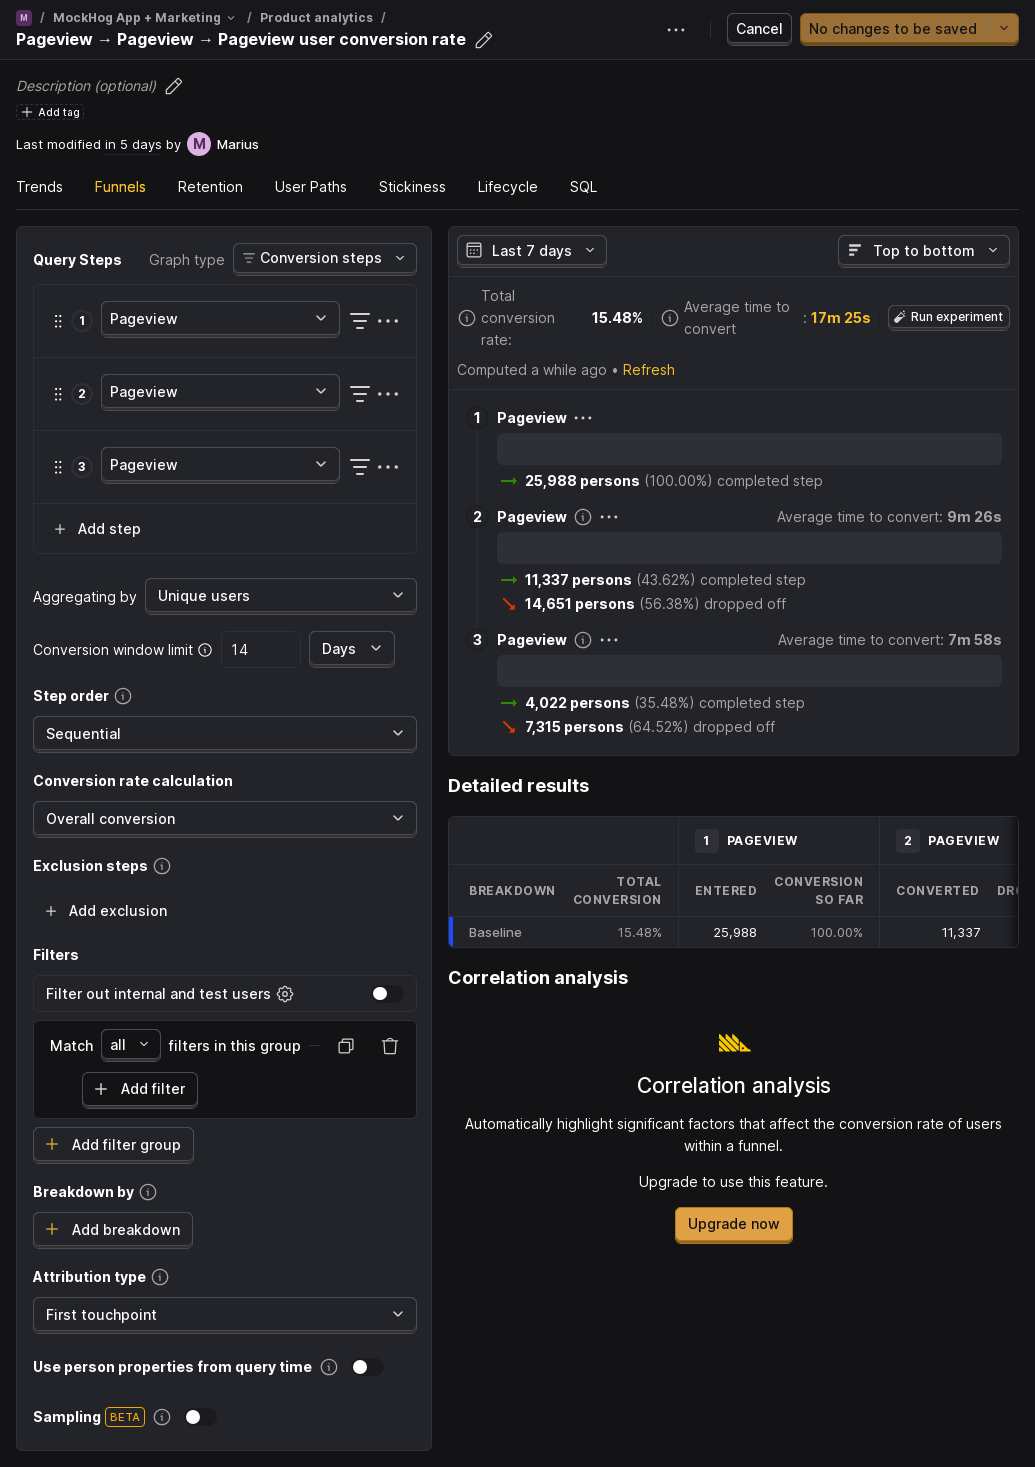 M / MockHog App + Marketing / Product analytics /
Pageview → Pageview → Pageview user conversion rate
Cancel
No changes to be saved
Description (optional)
Add tag
Last modified in 5 days by M Marius
Trends Funnels Retention User Paths Stickiness Lifecycle SQL
Query Steps Graph type Conversion steps
1 Pageview
2 Pageview
3 Pageview
Add step
Aggregating by Unique users
Conversion window limit 14 Days
Step order
Sequential
Conversion rate calculation
Overall conversion
Exclusion steps
Add exclusion
Filters
Filter out internal and test users
Match all filters in this group
Add filter
Add filter group
Breakdown by
Add breakdown
Attribution type
First touchpoint
Use person properties from query time
Sampling BETA
Last 7 days
Top to bottom
Total conversion rate: 15.48%
Average time to convert : 17m 25s
Run experiment
Computed a while ago • Refresh
1 Pageview
25,988 persons (100.00%) completed step
2 Pageview Average time to convert: 9m 26s
11,337 persons (43.62%) completed step
14,651 persons (56.38%) dropped off
3 Pageview Average time to convert: 7m 58s
4,022 persons (35.48%) completed step
7,315 persons (64.52%) dropped off
Detailed results
1 PAGEVIEW 2 PAGEVIEW
BREAKDOWN TOTAL CONVERSION ENTERED CONVERSION SO FAR CONVERTED
Baseline 15.48% 25,988 100.00% 11,337
Correlation analysis
Correlation analysis
Automatically highlight significant factors that affect the conversion rate of users
within a funnel.
Upgrade to use this feature.
Upgrade now